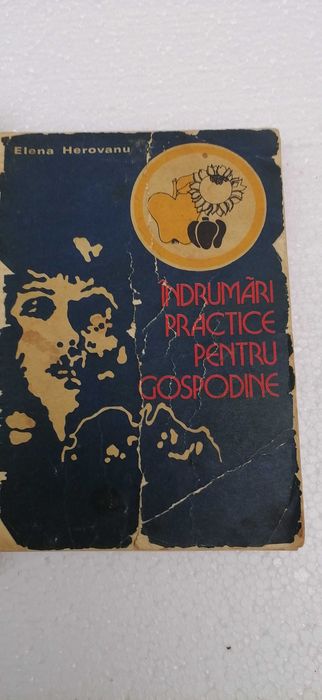 Elena Herovanu
ÎNDRUMĂRI
PRACTICE
PENTRU
GOSPODINE